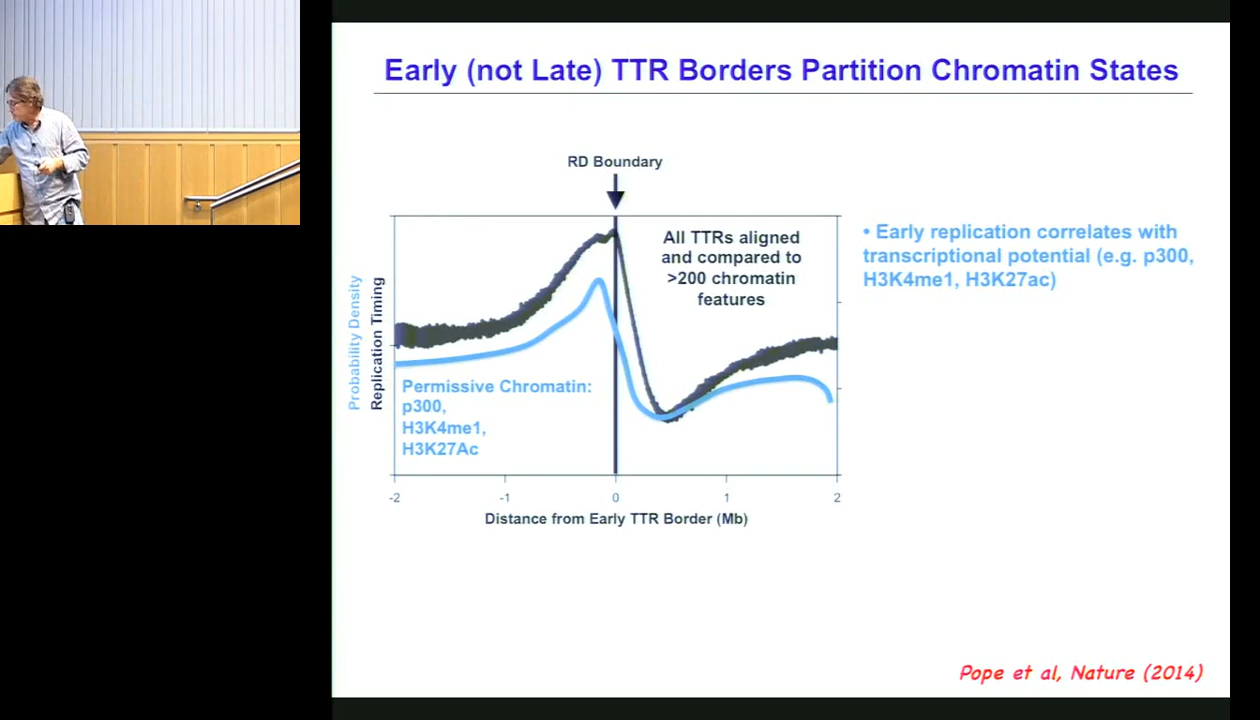 Early (not Late) TTR Borders Partition Chromatin States
RD Boundary
All TTRs aligned
and compared to
>200 chromatin
features
Probability Density
Replication Timing
Permissive Chromatin:
p300,
H3K4me1,
H3K27Ac
-2 -1 0 1 2
Distance from Early TTR Border (Mb)
• Early replication correlates with
transcriptional potential (e.g. p300,
H3K4me1, H3K27ac)
Pope et al, Nature (2014)